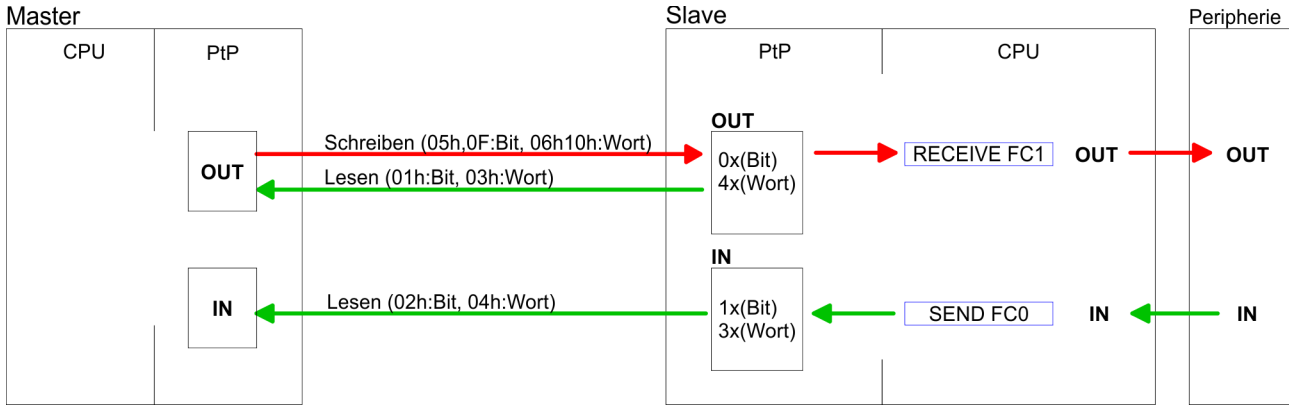 Master
Slave
Peripherie
CPU
PtP
PtP
CPU
OUT
Schreiben (05h,0F:Bit, 06h10h:Wort)
OUT
0x(Bit)
4x(Wort)
RECEIVE FC1
OUT
OUT
Lesen (01h:Bit, 03h:Wort)
IN
IN
Lesen (02h:Bit, 04h:Wort)
1x(Bit)
3x(Wort)
SEND FC0
IN
IN